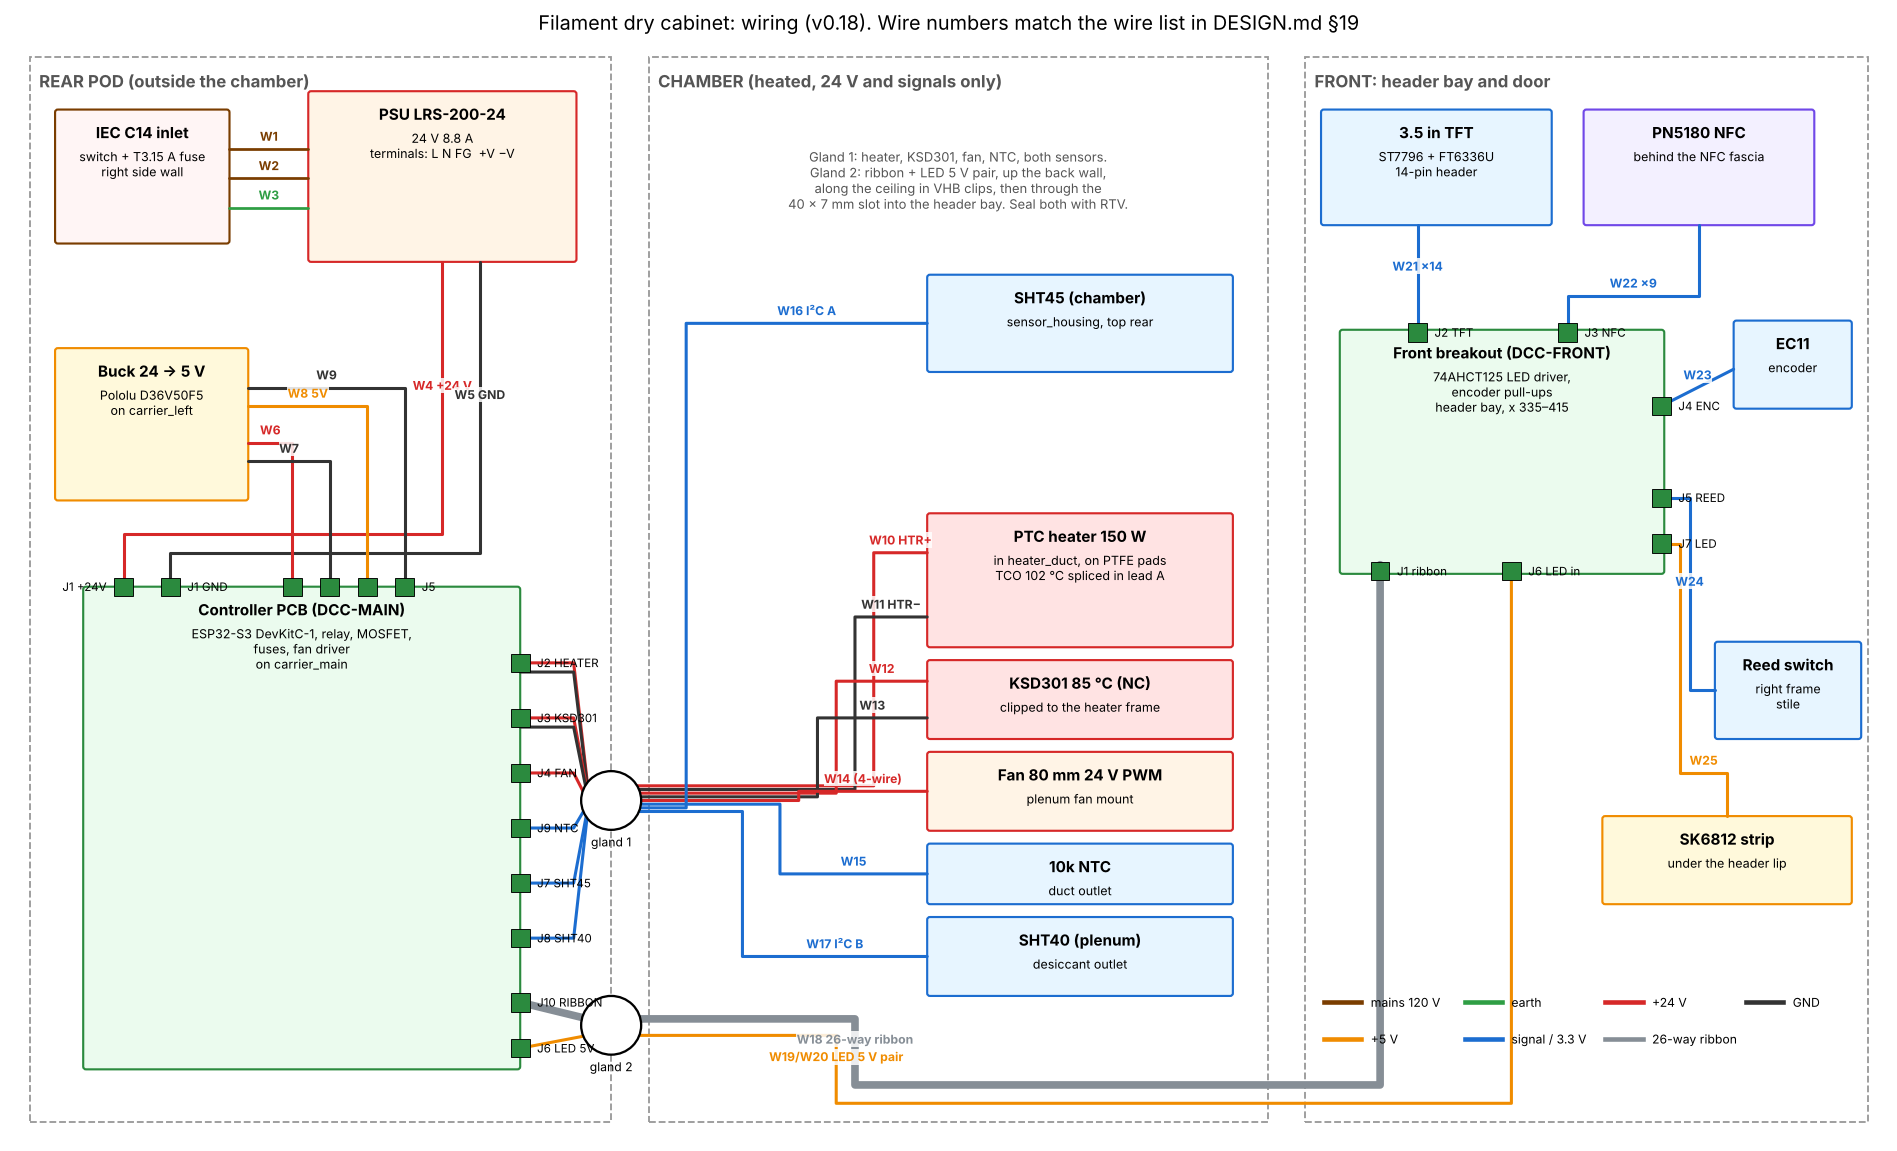 Filament dry cabinet: wiring (v0.18). Wire numbers match the wire list in DESIGN.md §19
REAR POD (outside the chamber)
IEC C14 inlet
switch + T3.15 A fuse
right side wall
W1
W2
W3
PSU LRS-200-24
24 V 8.8 A
terminals: L N FG +V −V
Buck 24 → 5 V
Pololu D36V50F5
on carrier_left
W9
W8 5V
W6
W7
W4 +24 V
W5 GND
J1 +24V
J1 GND
J5
Controller PCB (DCC-MAIN)
ESP32-S3 DevKitC-1, relay, MOSFET,
fuses, fan driver
on carrier_main
J2 HEATER
J3 KSD301
J4 FAN
J9 NTC
J7 SHT45
J8 SHT40
J10 RIBBON
J6 LED 5V
gland 1
gland 2
CHAMBER (heated, 24 V and signals only)
Gland 1: heater, KSD301, fan, NTC, both sensors.
Gland 2: ribbon + LED 5 V pair, up the back wall,
along the ceiling in VHB clips, then through the
40 × 7 mm slot into the header bay. Seal both with RTV.
W16 I²C A
SHT45 (chamber)
sensor_housing, top rear
W10 HTR+
W11 HTR−
PTC heater 150 W
in heater_duct, on PTFE pads
TCO 102 °C spliced in lead A
W12
W13
KSD301 85 °C (NC)
clipped to the heater frame
W14 (4-wire)
Fan 80 mm 24 V PWM
plenum fan mount
W15
10k NTC
duct outlet
W17 I²C B
SHT40 (plenum)
desiccant outlet
W18 26-way ribbon
W19/W20 LED 5 V pair
FRONT: header bay and door
3.5 in TFT
ST7796 + FT6336U
14-pin header
PN5180 NFC
behind the NFC fascia
W21 ×14
W22 ×9
J2 TFT
J3 NFC
Front breakout (DCC-FRONT)
74AHCT125 LED driver,
encoder pull-ups
header bay, x 335–415
EC11
encoder
W23
J4 ENC
J5 REED
J7 LED
J1 ribbon
J6 LED in
W24
Reed switch
right frame
stile
W25
SK6812 strip
under the header lip
mains 120 V
earth
+24 V
GND
+5 V
signal / 3.3 V
26-way ribbon